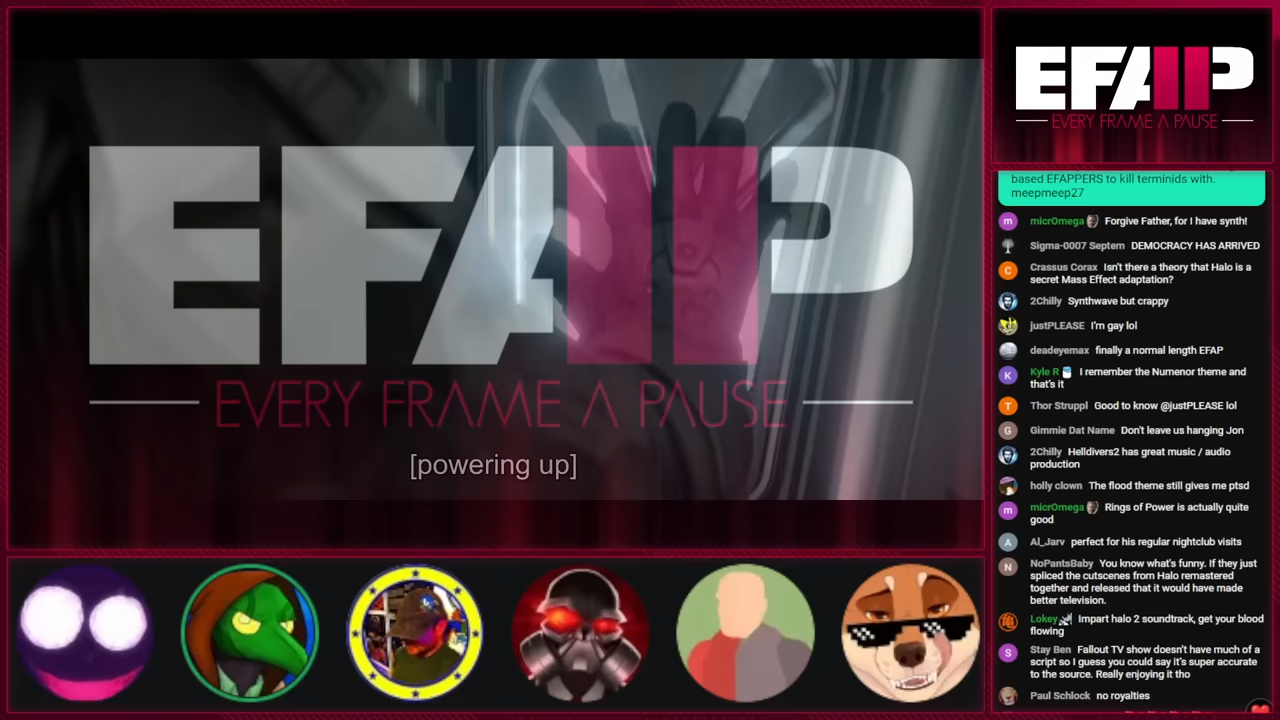 EFAP
EVERY FRAME A PAUSE
[powering up]
EFAP
EVERY FRAME A PAUSE
based EFAPPERS to kill terminids with.
meepmeep27
m micrOmega Forgive Father, for I have synth!
Sigma-0007 Septem DEMOCRACY HAS ARRIVED
C Crassus Corax Isn't there a theory that Halo is a
secret Mass Effect adaptation?
2Chilly Synthwave but crappy
justPLEASE I'm gay lol
deadeyemax finally a normal length EFAP
K Kyle R I remember the Numenor theme and
that's it
T Thor Struppl Good to know @justPLEASE lol
G Gimmie Dat Name Don't leave us hanging Jon
2Chilly Helldivers2 has great music / audio
production
holly clown The flood theme still gives me ptsd
m micrOmega Rings of Power is actually quite
good
A Al_Jarv perfect for his regular nightclub visits
N NoPantsBaby You know what's funny. If they just
spliced the cutscenes from Halo remastered
together and released that it would have made
better television.
Lokey Impart halo 2 soundtrack, get your blood
flowing
S Stay Ben Fallout TV show doesn't have much of a
script so I guess you could say it's super accurate
to the source. Really enjoying it tho
Paul Schlock no royalties